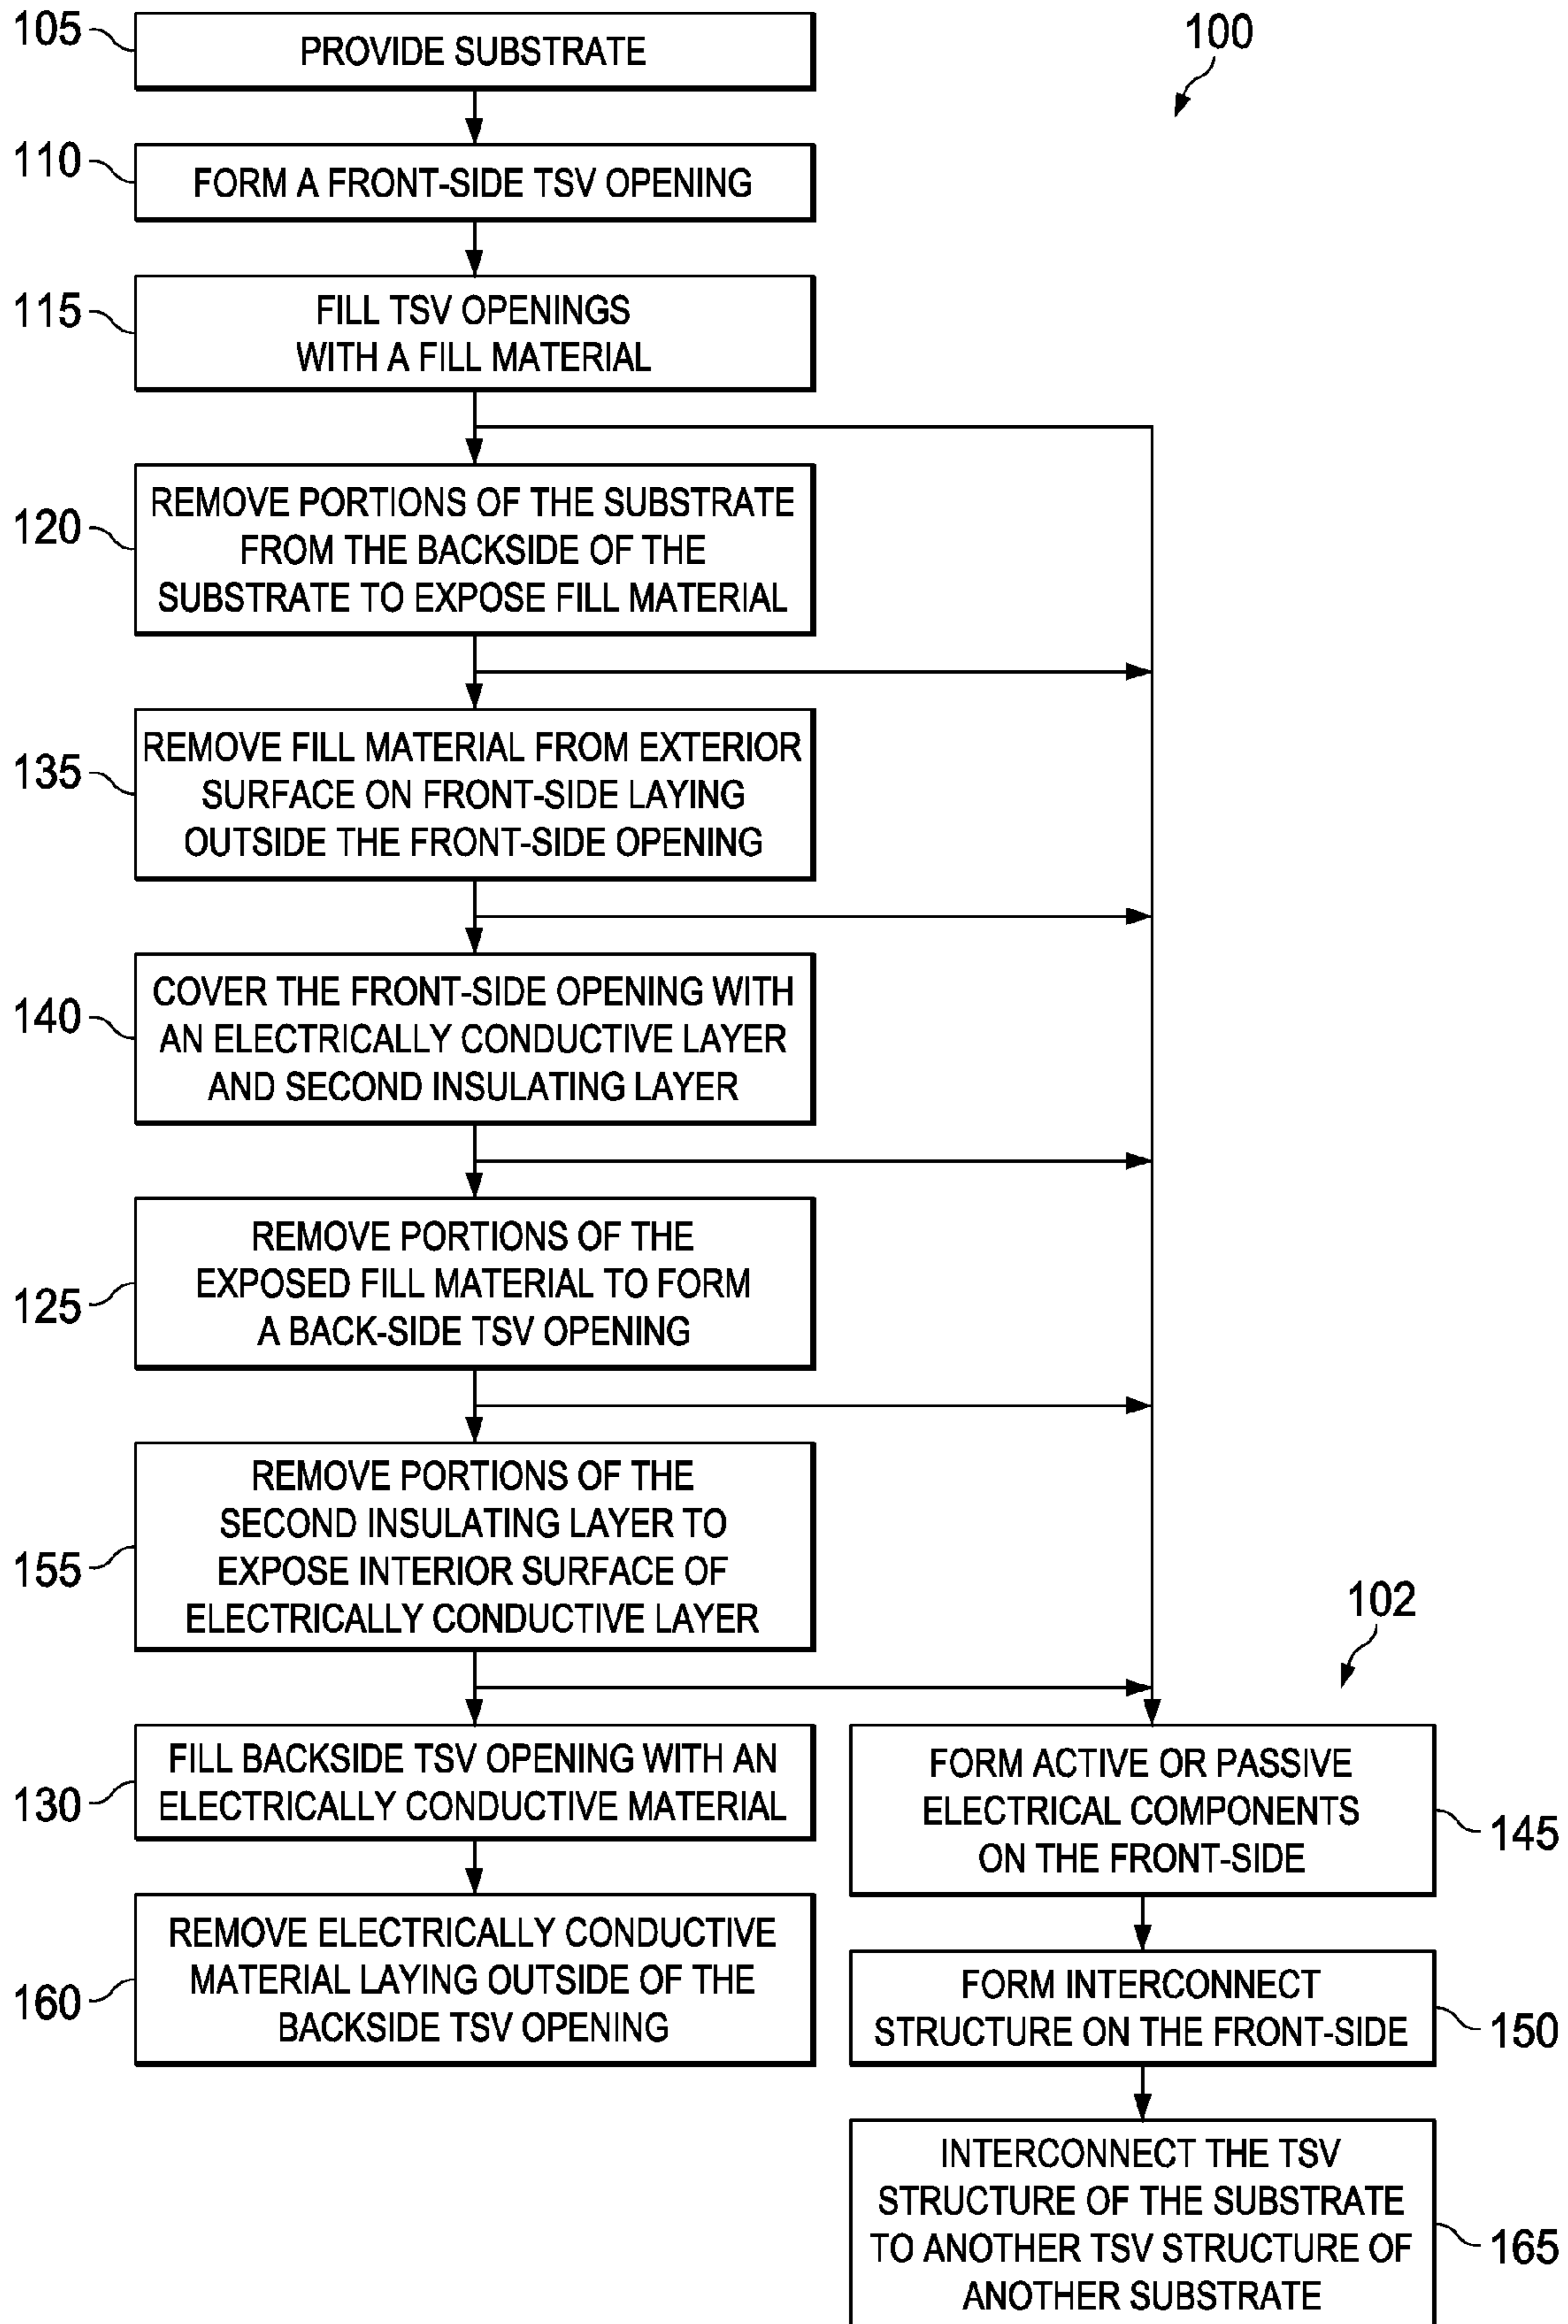 100
105
PROVIDE SUBSTRATE
110
FORM A FRONT-SIDE TSV OPENING
115
FILL TSV OPENINGS
WITH A FILL MATERIAL
120
REMOVE PORTIONS OF THE SUBSTRATE
FROM THE BACKSIDE OF THE
SUBSTRATE TO EXPOSE FILL MATERIAL
135
REMOVE FILL MATERIAL FROM EXTERIOR
SURFACE ON FRONT-SIDE LAYING
OUTSIDE THE FRONT-SIDE OPENING
140
COVER THE FRONT-SIDE OPENING WITH
AN ELECTRICALLY CONDUCTIVE LAYER
AND SECOND INSULATING LAYER
125
REMOVE PORTIONS OF THE
EXPOSED FILL MATERIAL TO FORM
A BACK-SIDE TSV OPENING
155
REMOVE PORTIONS OF THE
SECOND INSULATING LAYER TO
EXPOSE INTERIOR SURFACE OF
ELECTRICALLY CONDUCTIVE LAYER
130
FILL BACKSIDE TSV OPENING WITH AN
ELECTRICALLY CONDUCTIVE MATERIAL
160
REMOVE ELECTRICALLY CONDUCTIVE
MATERIAL LAYING OUTSIDE OF THE
BACKSIDE TSV OPENING
102
FORM ACTIVE OR PASSIVE
ELECTRICAL COMPONENTS
ON THE FRONT-SIDE
145
FORM INTERCONNECT
STRUCTURE ON THE FRONT-SIDE
150
INTERCONNECT THE TSV
STRUCTURE OF THE SUBSTRATE
TO ANOTHER TSV STRUCTURE OF
ANOTHER SUBSTRATE
165